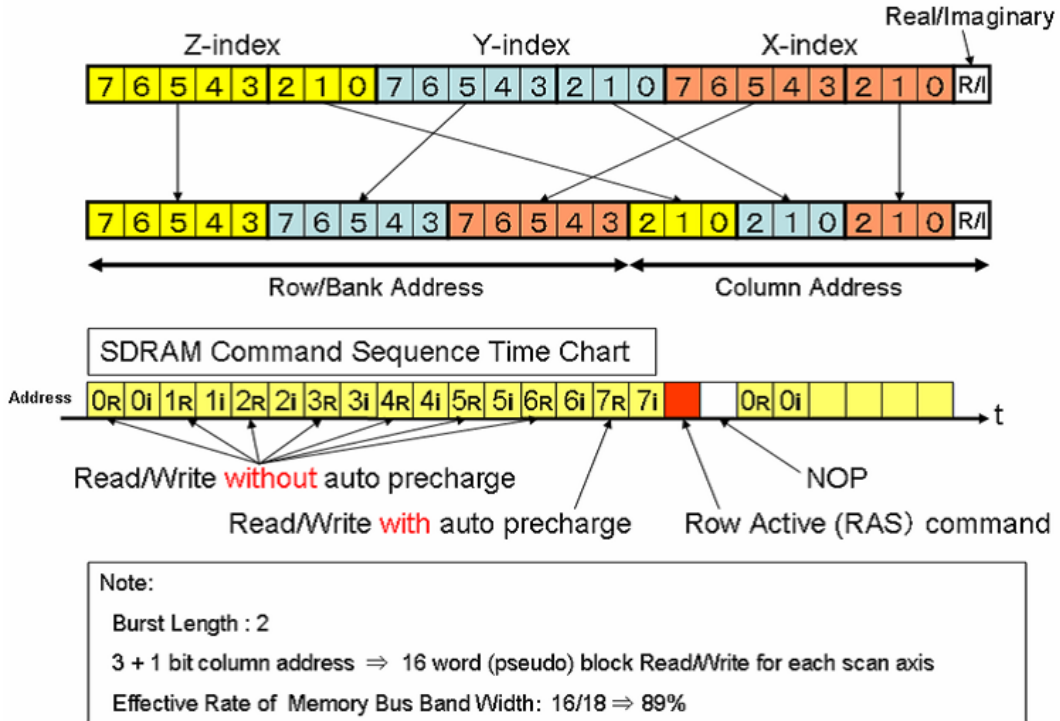 Real/Imaginary
Z-index Y-index X-index
7 6 5 4 3 2 1 0 7 6 5 4 3 2 1 0 7 6 5 4 3 2 1 0 R/I
7 6 5 4 3 7 6 5 4 3 7 6 5 4 3 2 1 0 2 1 0 2 1 0 R/I
Row/Bank Address Column Address
SDRAM Command Sequence Time Chart
Address 0R 0i 1R 1i 2R 2i 3R 3i 4R 4i 5R 5i 6R 6i 7R 7i 0R 0i t
Read/Write without auto precharge NOP
Read/Write with auto precharge Row Active (RAS) command
Note:
Burst Length : 2
3 + 1 bit column address ⇒ 16 word (pseudo) block Read/Write for each scan axis
Effective Rate of Memory Bus Band Width: 16/18 ⇒ 89%